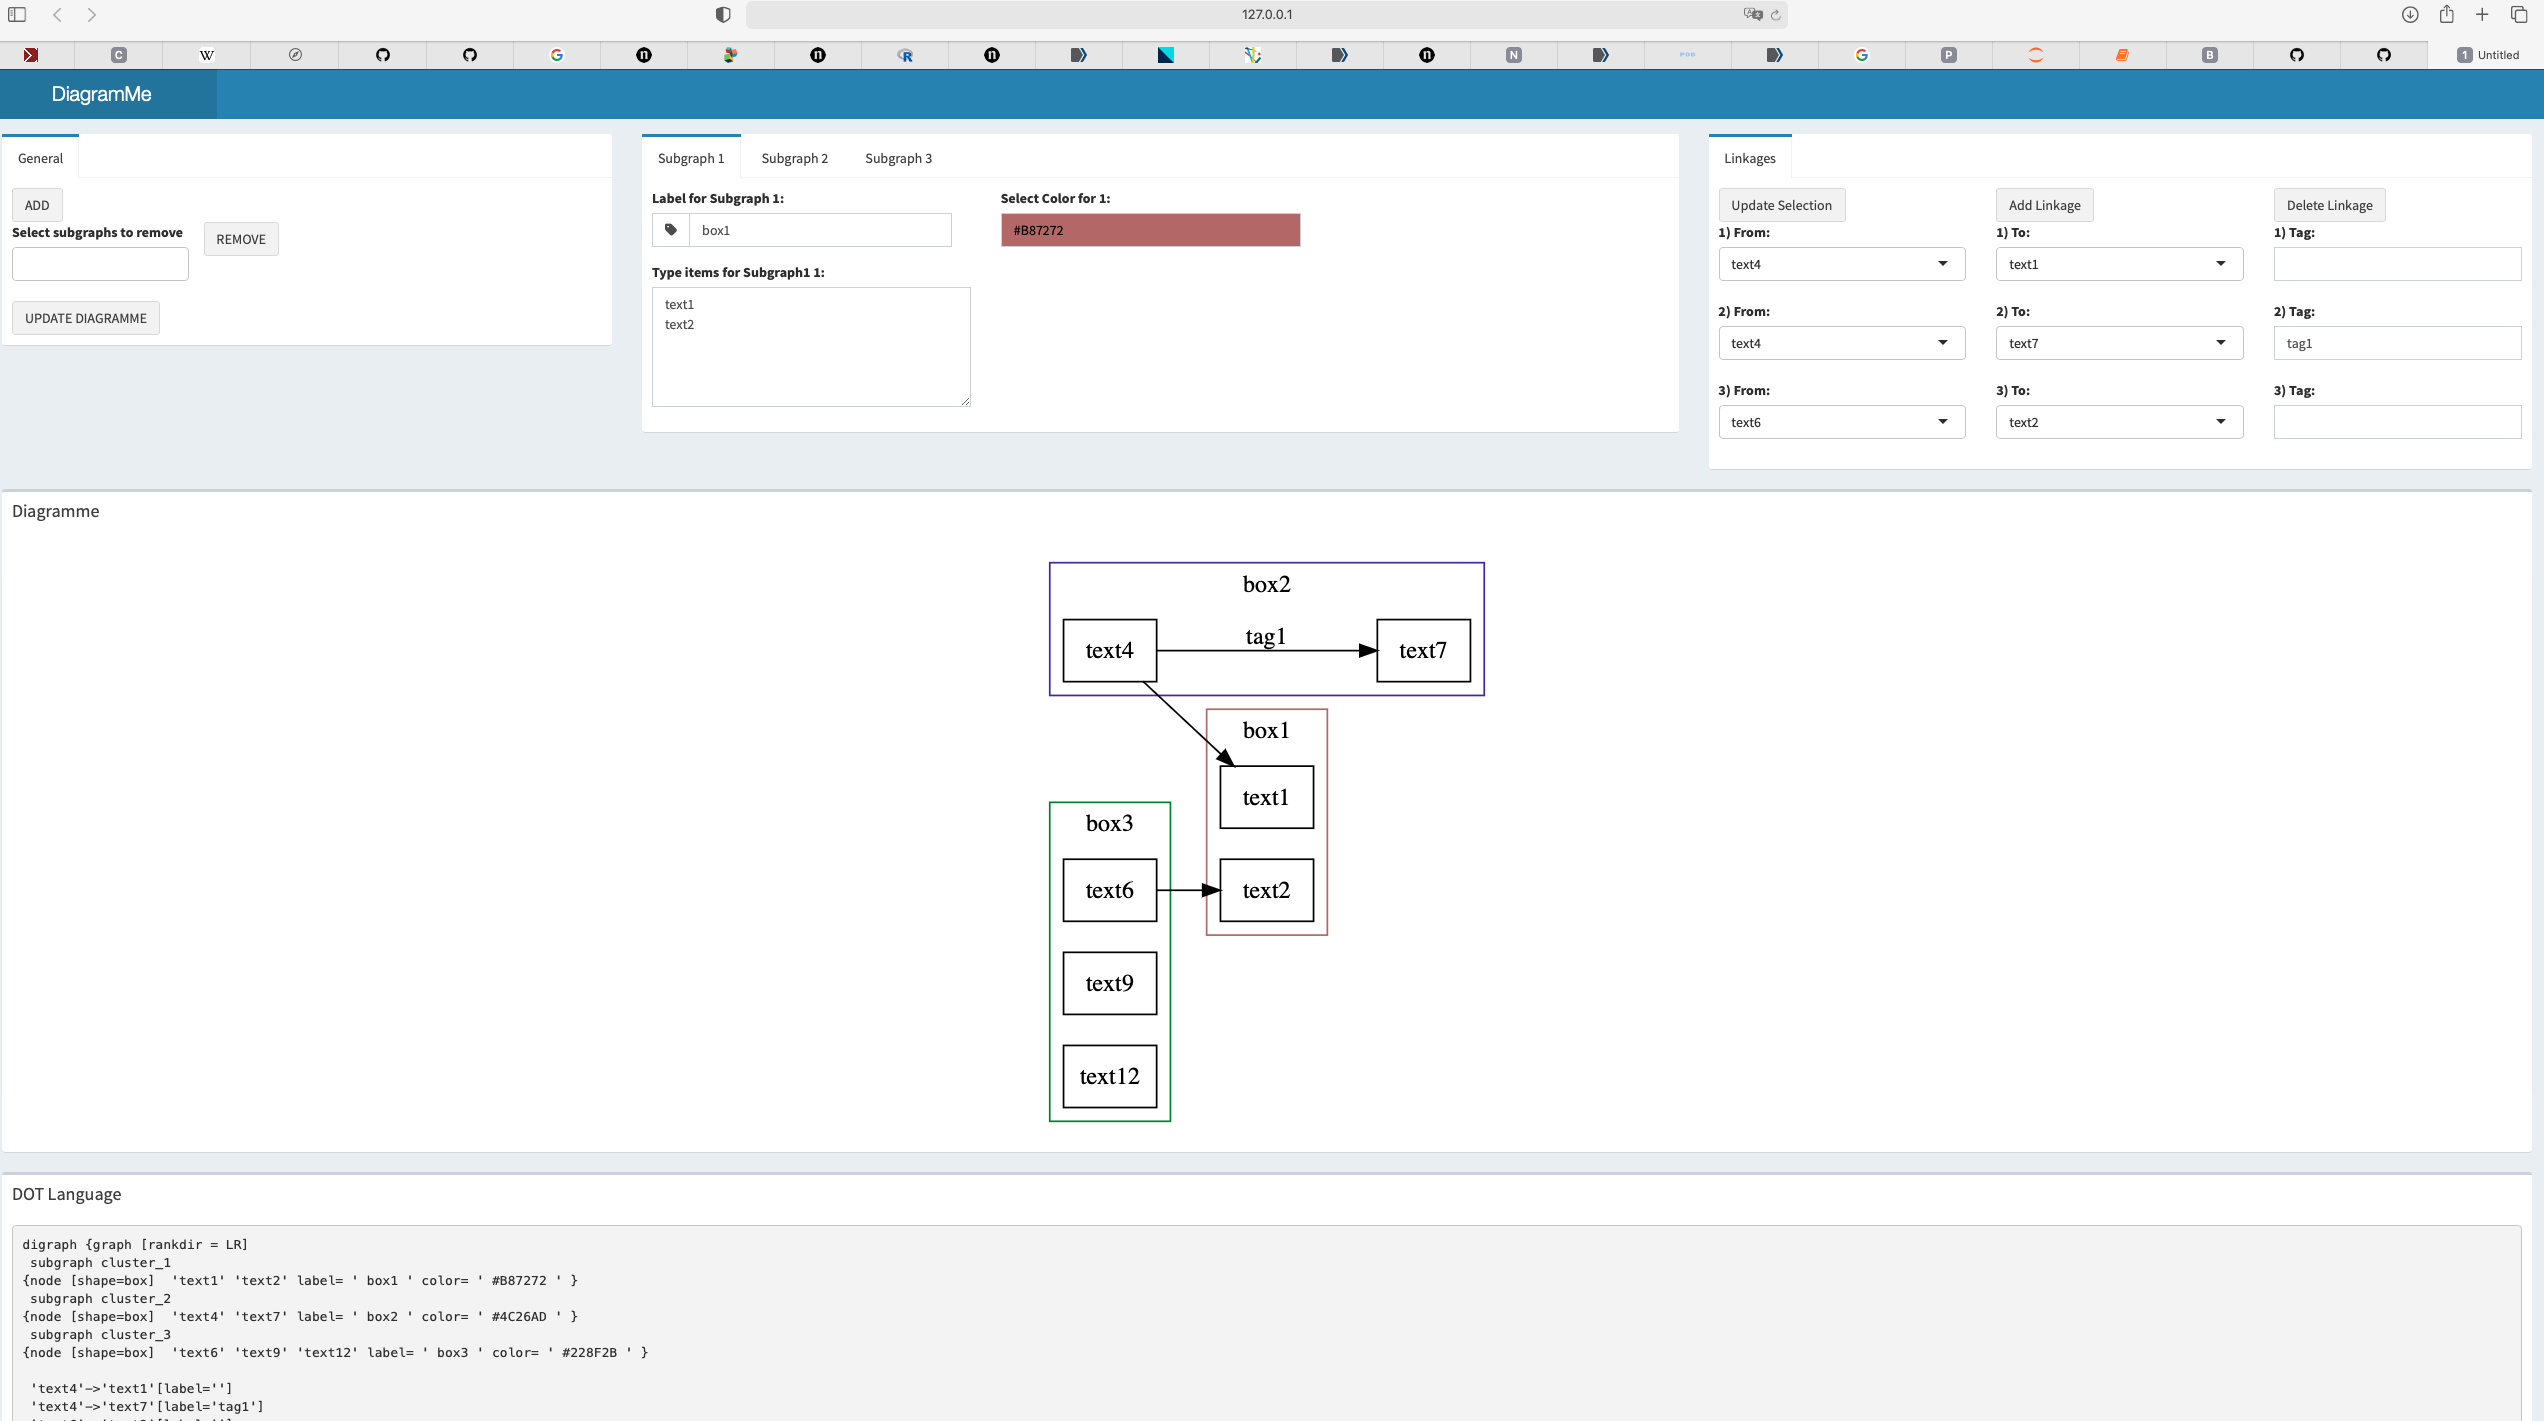 127.0.0.1
C
W
G
n
n
R
n
n
N
G
P
B
1 Untitled
DiagramMe
General
ADD
Select subgraphs to remove
REMOVE
UPDATE DIAGRAMME
Subgraph 1 Subgraph 2 Subgraph 3
Label for Subgraph 1:
box1
Select Color for 1:
#B87272
Type items for Subgraph1 1:
text1
text2
Linkages
Update Selection Add Linkage Delete Linkage
1) From: 1) To: 1) Tag:
text4 text1
2) From: 2) To: 2) Tag:
text4 text7 tag1
3) From: 3) To: 3) Tag:
text6 text2
Diagramme
box2
text4 tag1 text7
box1
text1
box3
text6 text2
text9
text12
DOT Language
digraph {graph [rankdir = LR]
subgraph cluster_1
{node [shape=box]  'text1' 'text2' label= ' box1 ' color= ' #B87272 ' }
subgraph cluster_2
{node [shape=box]  'text4' 'text7' label= ' box2 ' color= ' #4C26AD ' }
subgraph cluster_3
{node [shape=box]  'text6' 'text9' 'text12' label= ' box3 ' color= ' #228F2B ' }
'text4'->'text1'[label='']
'text4'->'text7'[label='tag1']